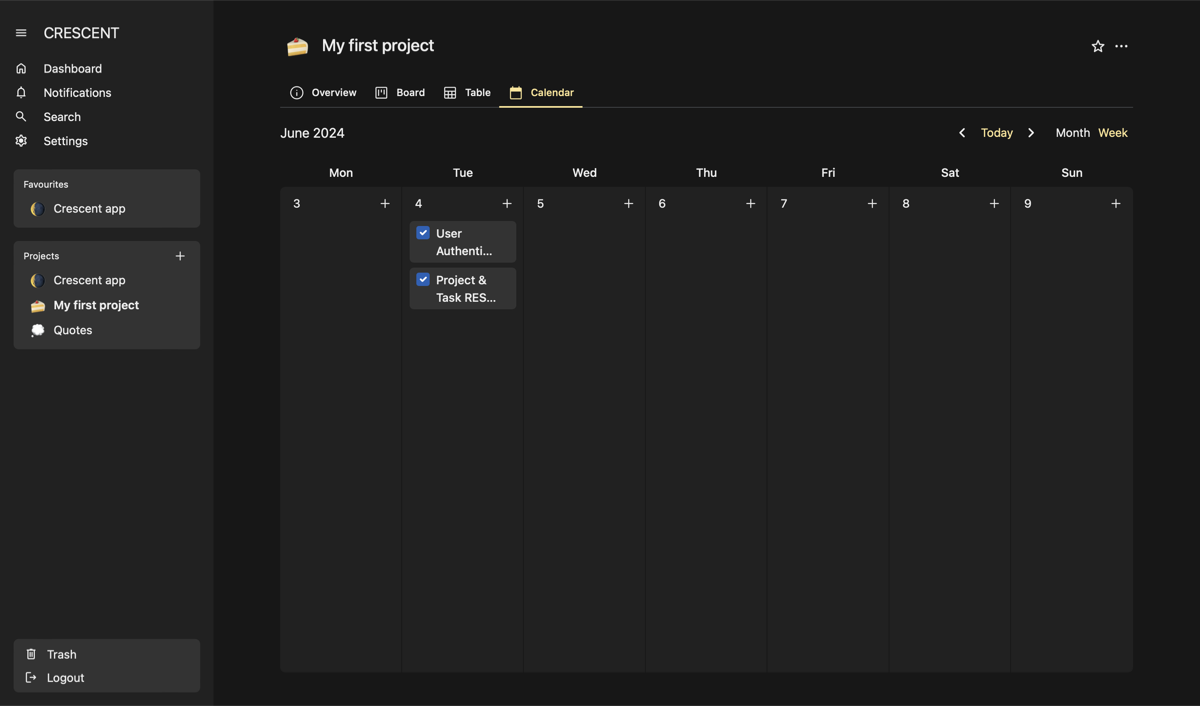 CRESCENT
Dashboard
Notifications
Search
Settings
Favourites
Crescent app
Projects
Crescent app
My first project
Quotes
Trash
Logout
My first project
Overview Board Table Calendar
June 2024
Today Month Week
Mon Tue Wed Thu Fri Sat Sun
3 4 5 6 7 8 9
User
Authenti...
Project &
Task RES...